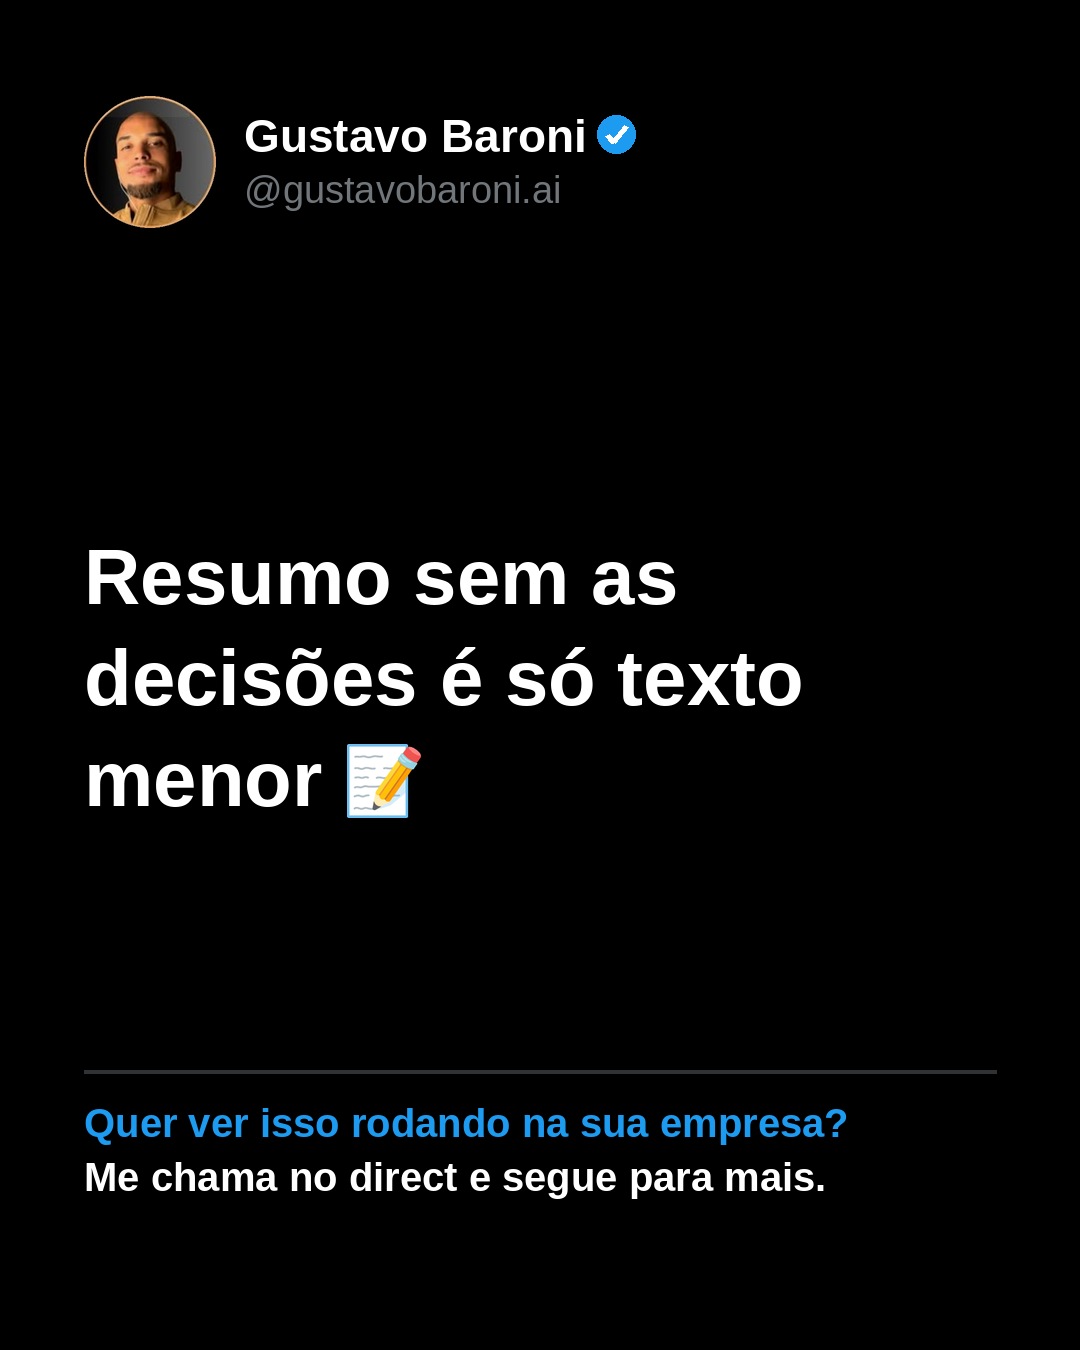 Gustavo Baroni
@gustavobaroni.ai
Resumo sem as
decisões é só texto
menor 📝
Quer ver isso rodando na sua empresa?
Me chama no direct e segue para mais.